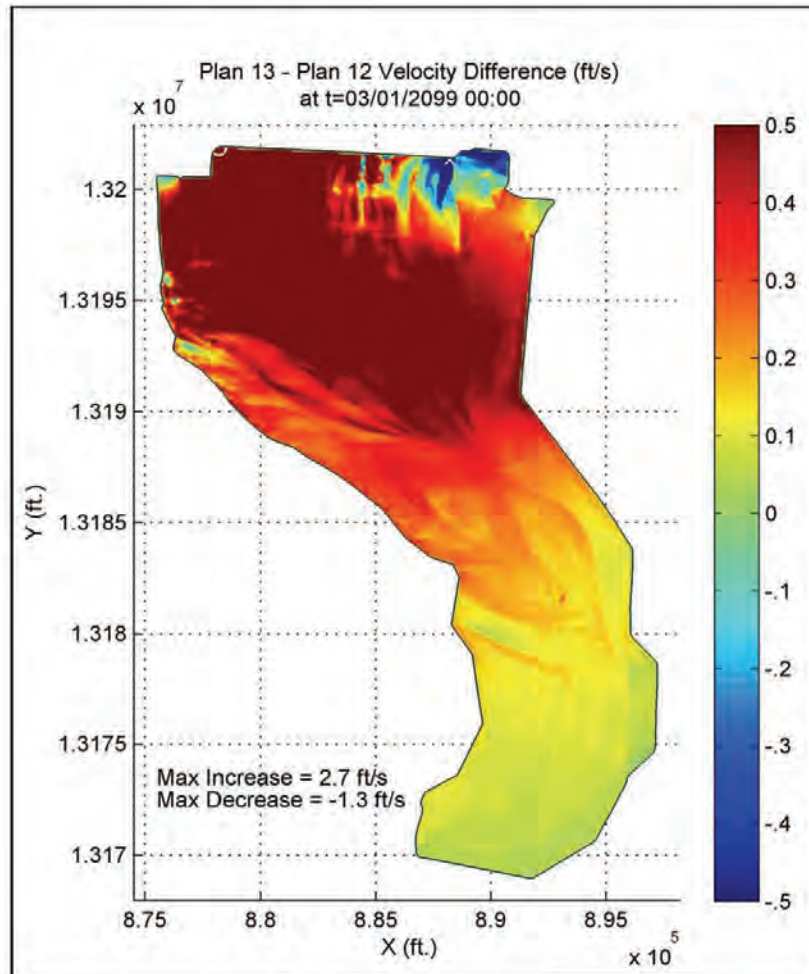 Plan 13 - Plan 12 Velocity Difference (ft/s)
at t=03/01/2099 00:00
x 10 7
1.32
1.3195
1.319
1.3185
1.318
1.3175
1.317
Y (ft.)
Max Increase = 2.7 ft/s
Max Decrease = -1.3 ft/s
8.75
8.8
8.85
8.9
8.95
X (ft.)
x 10 5
0.5
0.4
0.3
0.2
0.1
0
-.1
-.2
-.3
-.4
-.5